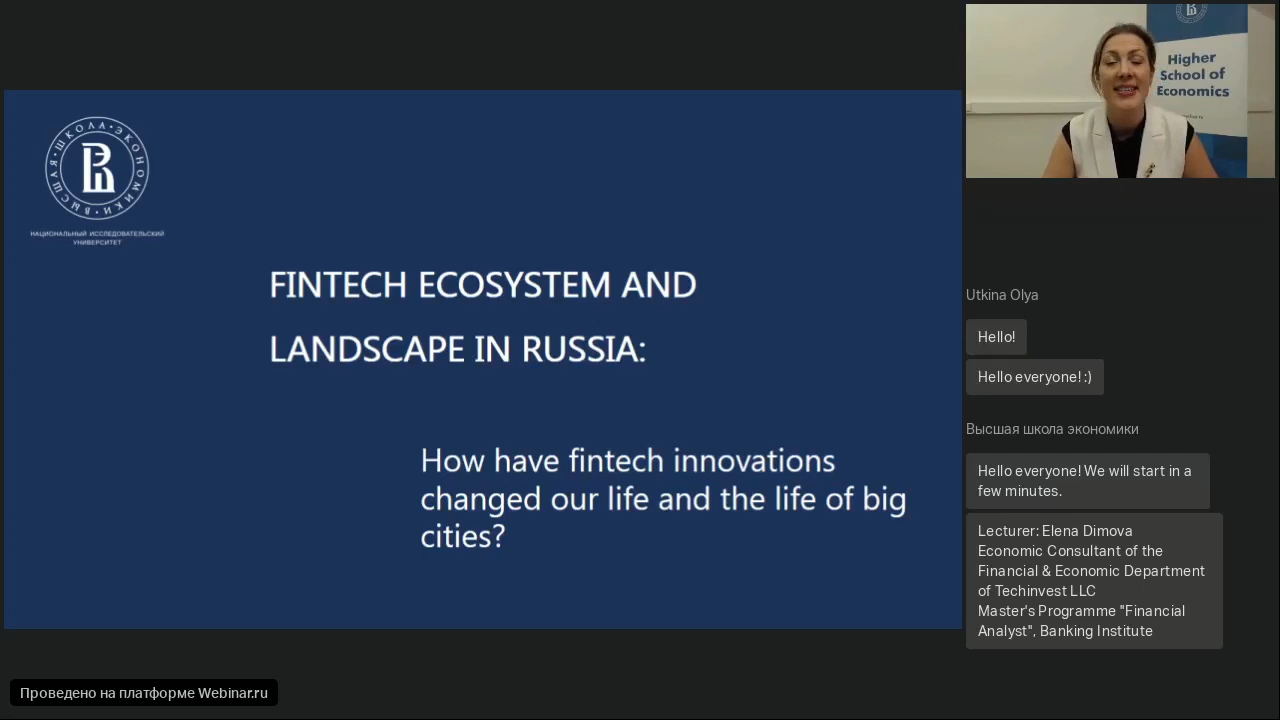 ВЫСШАЯ • ШКОЛА • ЭКОНОМИКИ •
НАЦИОНАЛЬНЫЙ ИССЛЕДОВАТЕЛЬСКИЙ
УНИВЕРСИТЕТ
FINTECH ECOSYSTEM AND
LANDSCAPE IN RUSSIA:
How have fintech innovations
changed our life and the life of big
cities?
Higher
School of
Economics
Utkina Olya
Hello!
Hello everyone! :)
Высшая школа экономики
Hello everyone! We will start in a
few minutes.
Lecturer: Elena Dimova
Economic Consultant of the
Financial & Economic Department
of Techinvest LLC
Master's Programme "Financial
Analyst", Banking Institute
Проведено на платформе Webinar.ru